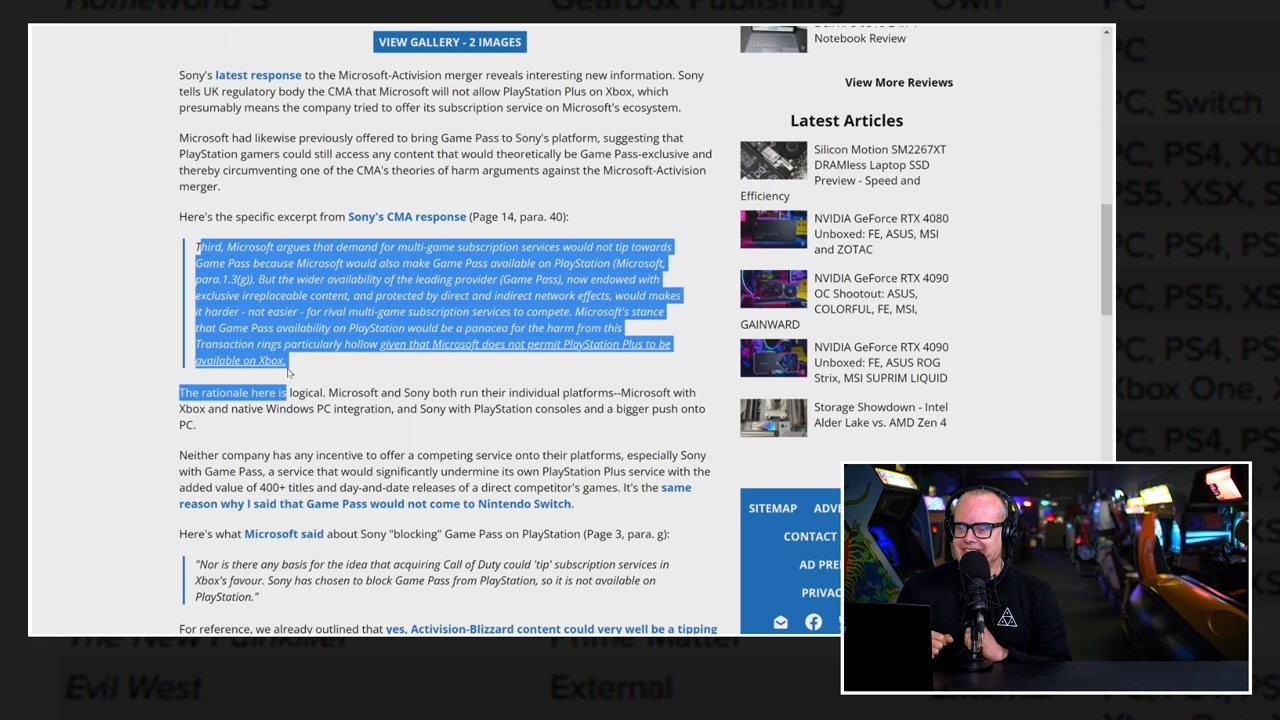 Homeworld 3
Gearbox Publishing
Own
PC
VIEW GALLERY - 2 IMAGES
Sony's latest response to the Microsoft-Activision merger reveals interesting new information. Sony
tells UK regulatory body the CMA that Microsoft will not allow PlayStation Plus on Xbox, which
presumably means the company tried to offer its subscription service on Microsoft's ecosystem.
Microsoft had likewise previously offered to bring Game Pass to Sony's platform, suggesting that
PlayStation gamers could still access any content that would theoretically be Game Pass-exclusive and
thereby circumventing one of the CMA's theories of harm arguments against the Microsoft-Activision
merger.
Here's the specific excerpt from Sony's CMA response (Page 14, para. 40):
Third, Microsoft argues that demand for multi-game subscription services would not tip towards
Game Pass because Microsoft would also make Game Pass available on PlayStation (Microsoft,
para.1.3(g)). But the wider availability of the leading provider (Game Pass), now endowed with
exclusive irreplaceable content, and protected by direct and indirect network effects, would makes
it harder - not easier - for rival multi-game subscription services to compete. Microsoft's stance
that Game Pass availability on PlayStation would be a panacea for the harm from this
Transaction rings particularly hollow given that Microsoft does not permit PlayStation Plus to be
available on Xbox.
The rationale here is logical. Microsoft and Sony both run their individual platforms--Microsoft with
Xbox and native Windows PC integration, and Sony with PlayStation consoles and a bigger push onto
PC.
Neither company has any incentive to offer a competing service onto their platforms, especially Sony
with Game Pass, a service that would significantly undermine its own PlayStation Plus service with the
added value of 400+ titles and day-and-date releases of a direct competitor's games. It's the same
reason why I said that Game Pass would not come to Nintendo Switch.
Here's what Microsoft said about Sony "blocking" Game Pass on PlayStation (Page 3, para. g):
"Nor is there any basis for the idea that acquiring Call of Duty could 'tip' subscription services in
Xbox's favour. Sony has chosen to block Game Pass from PlayStation, so it is not available on
PlayStation."
For reference, we already outlined that yes, Activision-Blizzard content could very well be a tipping
Notebook Review
View More Reviews
Latest Articles
Silicon Motion SM2267XT
DRAMless Laptop SSD
Preview - Speed and
Efficiency
NVIDIA GeForce RTX 4080
Unboxed: FE, ASUS, MSI
and ZOTAC
NVIDIA GeForce RTX 4090
OC Shootout: ASUS,
COLORFUL, FE, MSI,
GAINWARD
NVIDIA GeForce RTX 4090
Unboxed: FE, ASUS ROG
Strix, MSI SUPRIM LIQUID
Storage Showdown - Intel
Alder Lake vs. AMD Zen 4
SITEMAP ADVE
CONTACT
AD PRE
PRIVAC
PC
PC, Switch
PC, PS4, Xb
PS5, XSX, S
PC, PS4, P
PC, PS5, X
PC, PS4, P
Xbox One, X
PC, PS4, PS
The New Painkiller
Prime Matter
Evil West
External